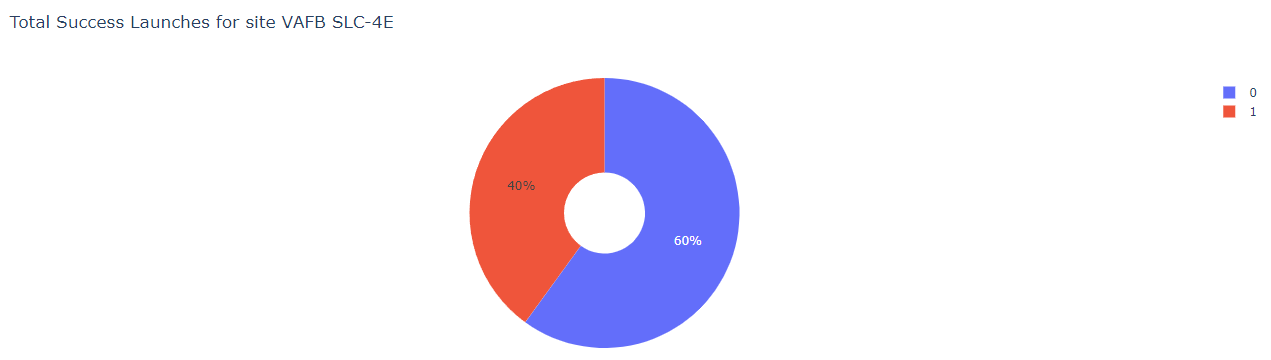 Total Success Launches for site VAFB SLC-4E
0
1
40%
60%